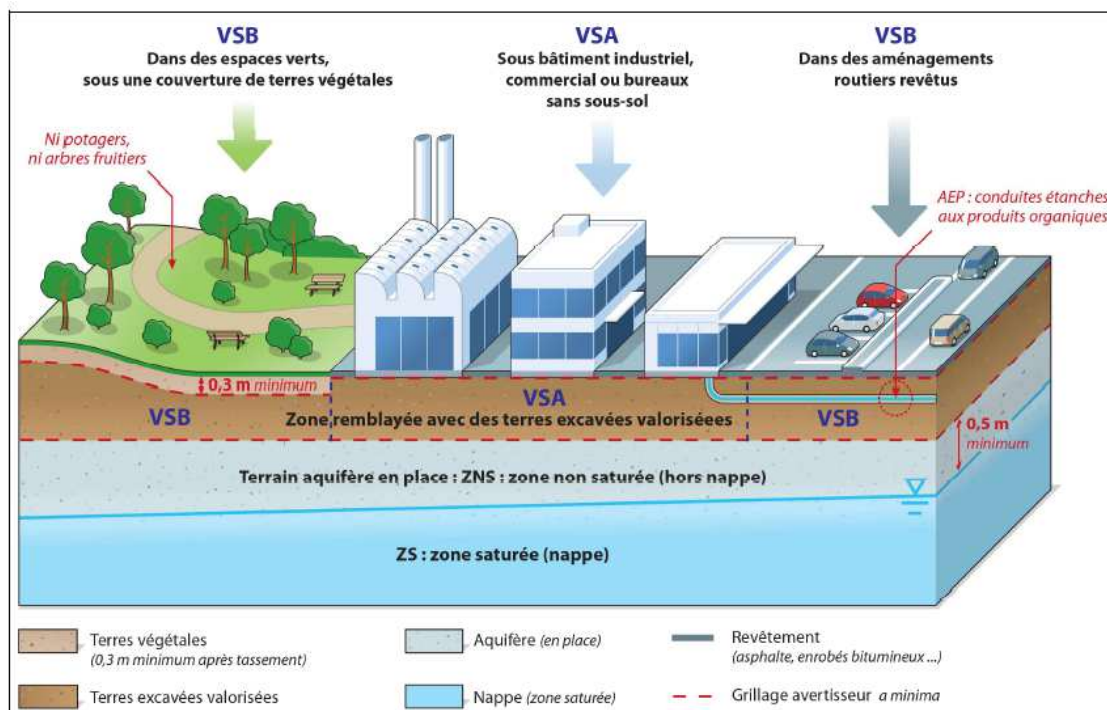 VSB
Dans des espaces verts,
sous une couverture de terres végétales
VSA
Sous bâtiment industriel,
commercial ou bureaux
sans sous-sol
VSB
Dans des aménagements
routiers revêtus
Ni potagers,
ni arbres fruitiers
AEP : conduites étanches
aux produits organiques
0,3 m minimum
VSB
VSA
Zone remblayée avec des terres excavées valoriséees
VSB
0,5 m
minimum
Terrain aquifère en place : ZNS : zone non saturée (hors nappe)
ZS : zone saturée (nappe)
Terres végétales
(0,3 m minimum après tassement)
Terres excavées valorisées
Aquifère (en place)
Nappe (zone saturée)
Revêtement
(asphalte, enrobés bitumineux ...)
Grillage avertisseur a minima